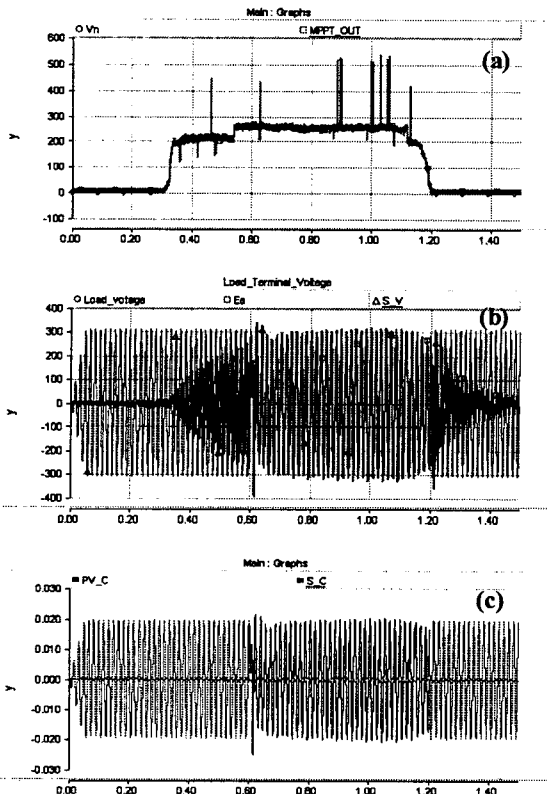 Main : Graphs
Vn MPPT_OUT
(a)
600
500
400
300
200
100
0
-100
y
0.00 0.20 0.40 0.60 0.80 1.00 1.20 1.40
Load_Terminal_Voltage
Load_voltage Es S_V
(b)
400
300
200
100
0
-100
-200
-300
-400
y
0.00 0.20 0.40 0.60 0.80 1.00 1.20 1.40
Main : Graphs
PV_C S_C
(c)
0.030
0.020
0.010
0.000
-0.010
-0.020
-0.030
y
0.00 0.20 0.40 0.60 0.80 1.00 1.20 1.40